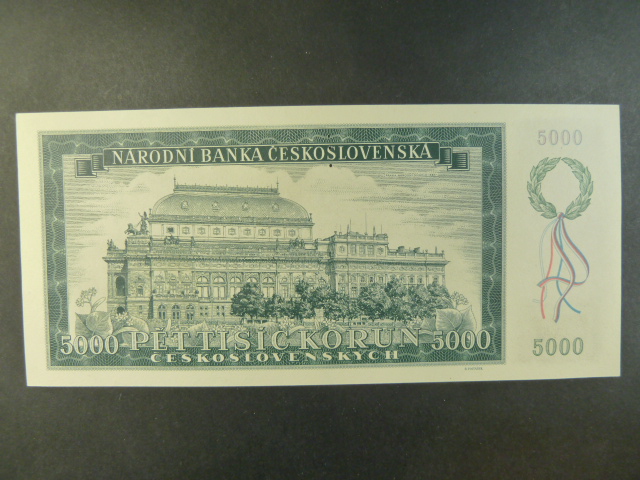 NÁRODNÍ BANKA ČESKOSLOVENSKÁ
5000
5000 PĚT TISÍC KORUN 5000
ČESKOSLOVENSKÝCH
5000